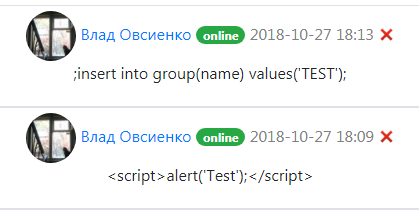 Влад Овсиенко online 2018-10-27 18:13
;insert into group(name) values('TEST');
Влад Овсиенко online 2018-10-27 18:09
<script>alert('Test');</script>